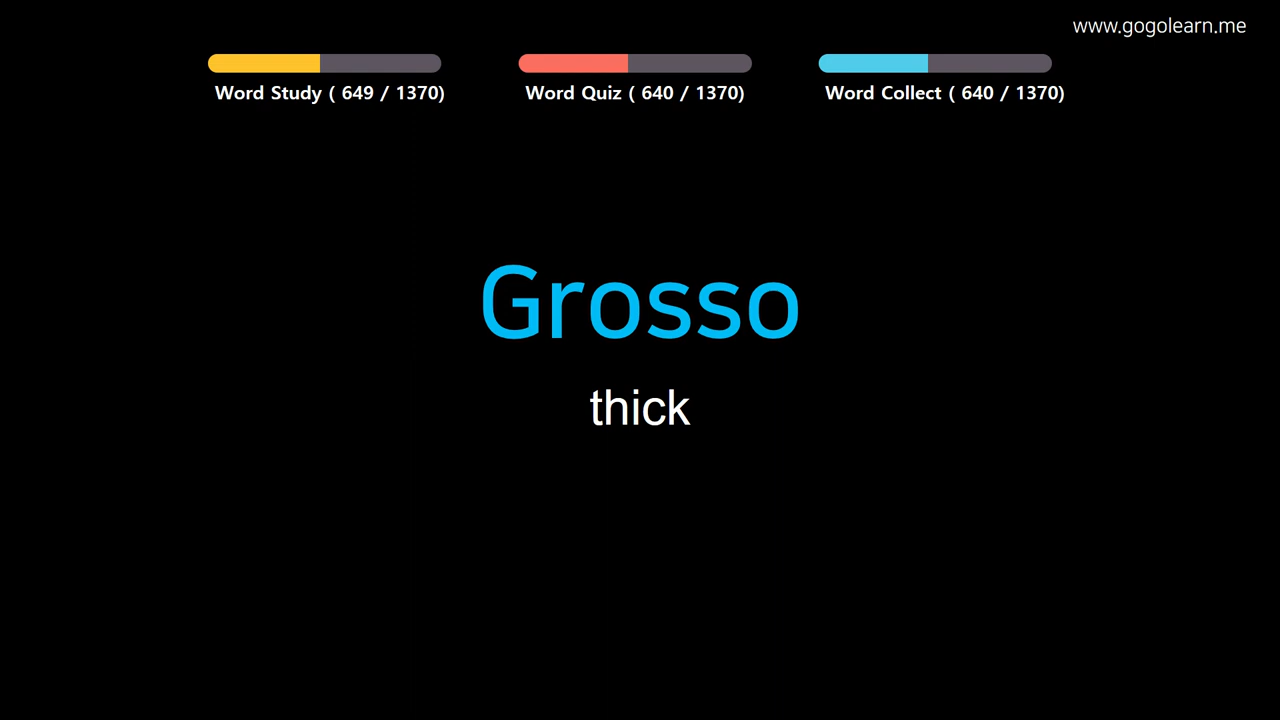 www.gogolearn.me
Word Study ( 649 / 1370)
Word Quiz ( 640 / 1370)
Word Collect ( 640 / 1370)
Grosso
thick